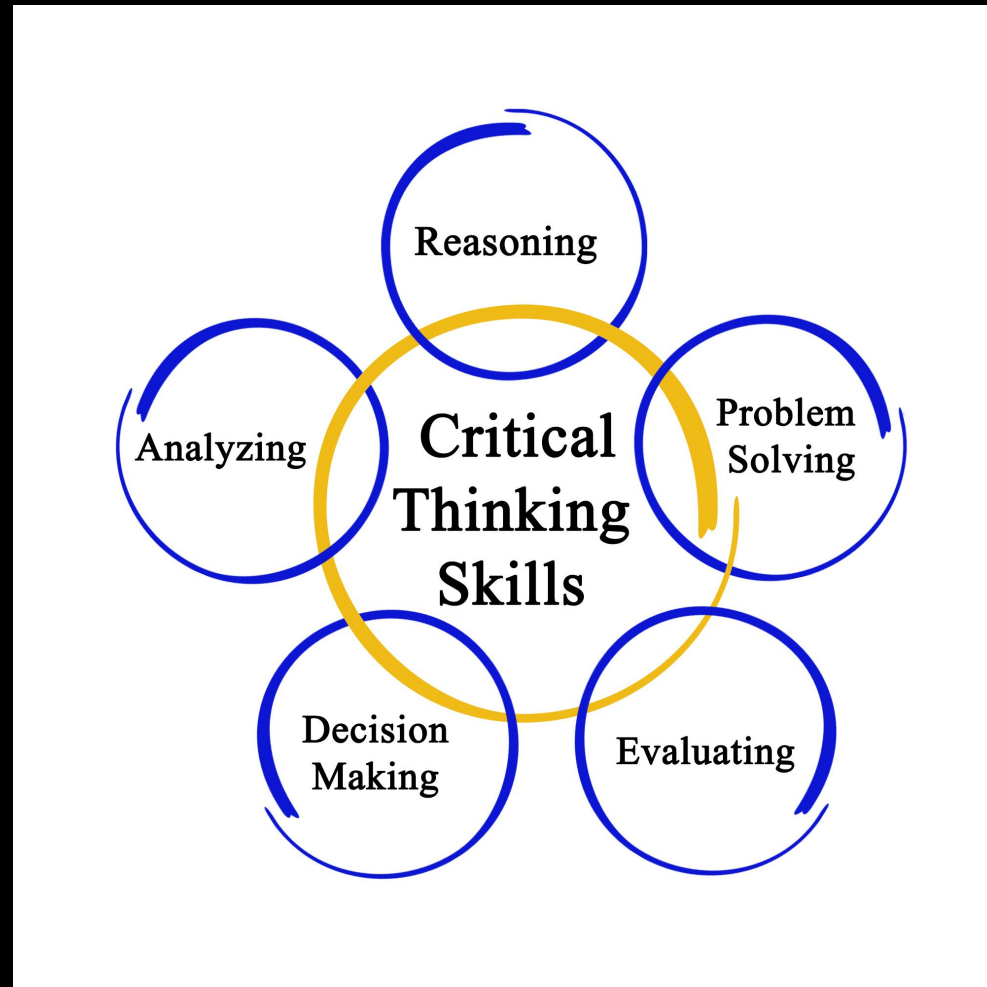 Reasoning
Analyzing
Critical
Thinking
Skills
Problem
Solving
Decision
Making
Evaluating